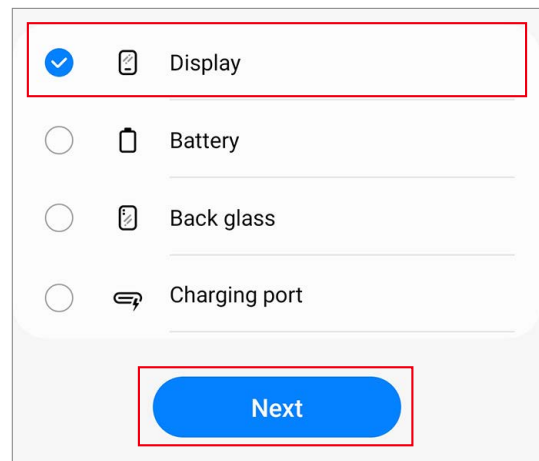 Display
Battery
Back glass
Charging port
Next